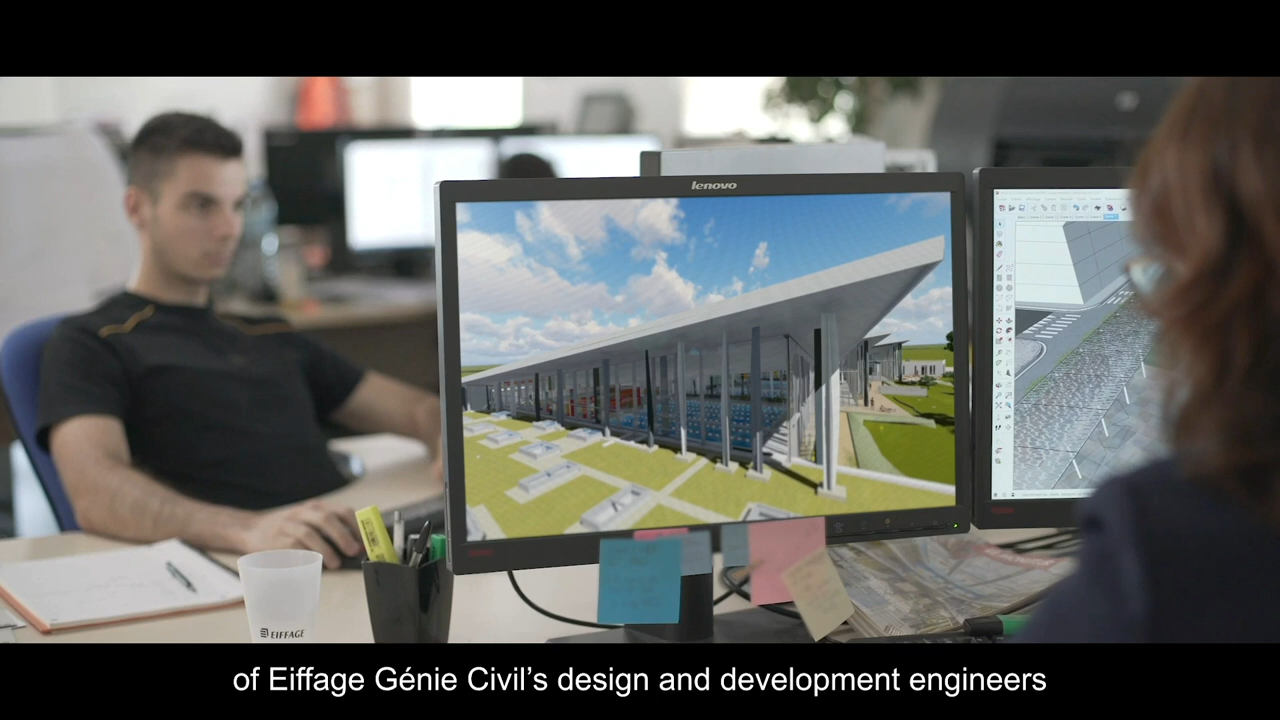 lenovo
EIFFAGE
of Eiffage Génie Civil’s design and development engineers